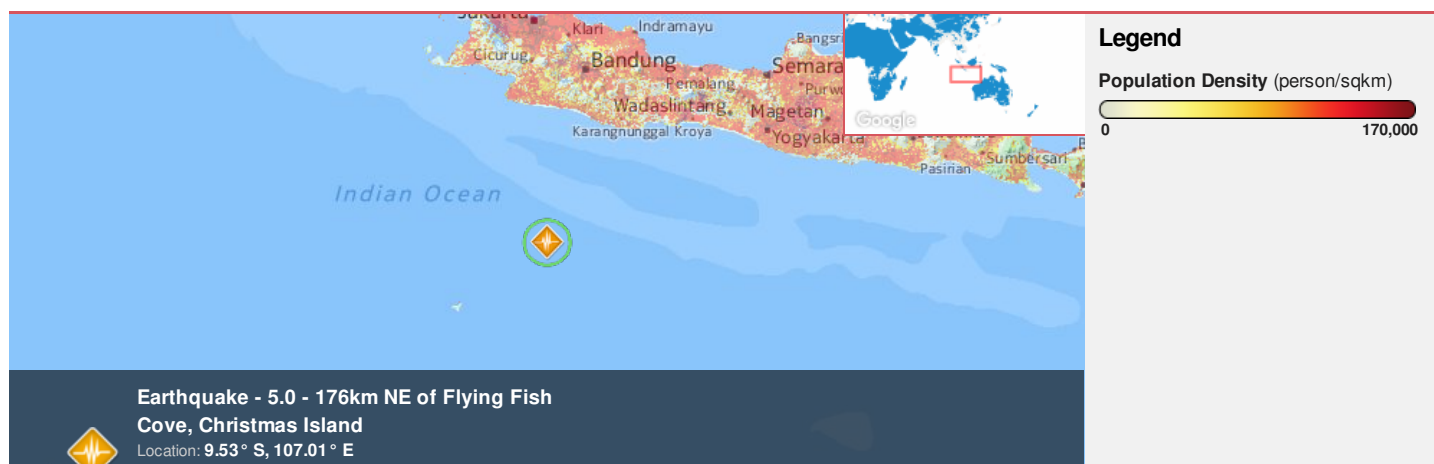 Jakarta
Klari
Indramayu
Bangsri
Cicurug
Bandung
Semara
Pemalang
Purwo
Wadaslintang
Magetan
Google
Karangnunggal Kroya
Yogyakarta
Sumbersari
Pasirian
Indian Ocean
Legend
Population Density (person/sqkm)
0
170,000
Earthquake - 5.0 - 176km NE of Flying Fish
Cove, Christmas Island
Location: 9.53° S, 107.01° E